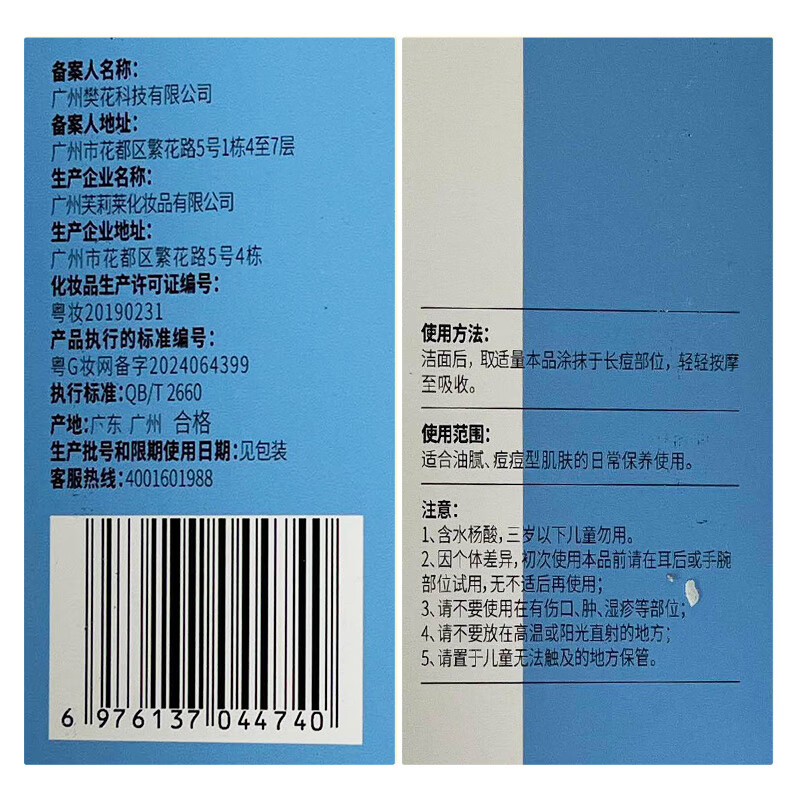 备案人名称：
广州樊花科技有限公司
备案人地址：
广州市花都区繁花路5号1栋4至7层
生产企业名称：
广州芙莉莱化妆品有限公司
生产企业地址：
广州市花都区繁花路5号4栋
化妆品生产许可证编号：
粤妆20190231
产品执行的标准编号：
粤G妆网备字2024064399
执行标准：QB/T 2660
产地：广东 广州 合格
生产批号和限期使用日期：见包装
客服热线：4001601988
6 976137 044740
使用方法：
洁面后，取适量本品涂抹于长痘部位，轻轻按摩
至吸收。
使用范围：
适合油腻、痘痘型肌肤的日常保养使用。
注意：
1、含水杨酸，三岁以下儿童勿用。
2、因个体差异，初次使用本品前请在耳后或手腕
部位试用，无不适后再使用；
3、请不要使用在有伤口、肿、湿疹等部位；
4、请不要放在高温或阳光直射的地方；
5、请置于儿童无法触及的地方保管。